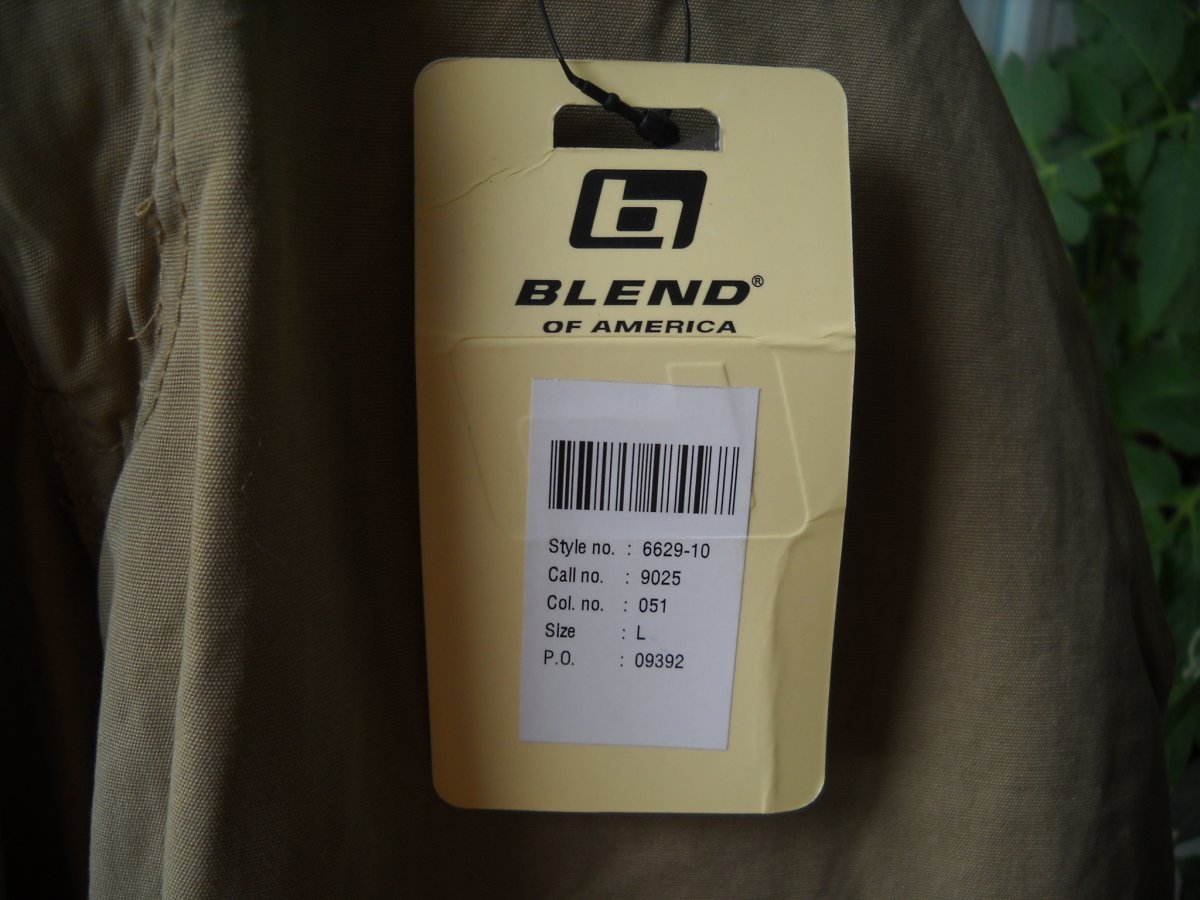 b
BLEND®
OF AMERICA
Style no. : 6629-10
Call no. : 9025
Col. no. : 051
Size : L
P.O. : 09392